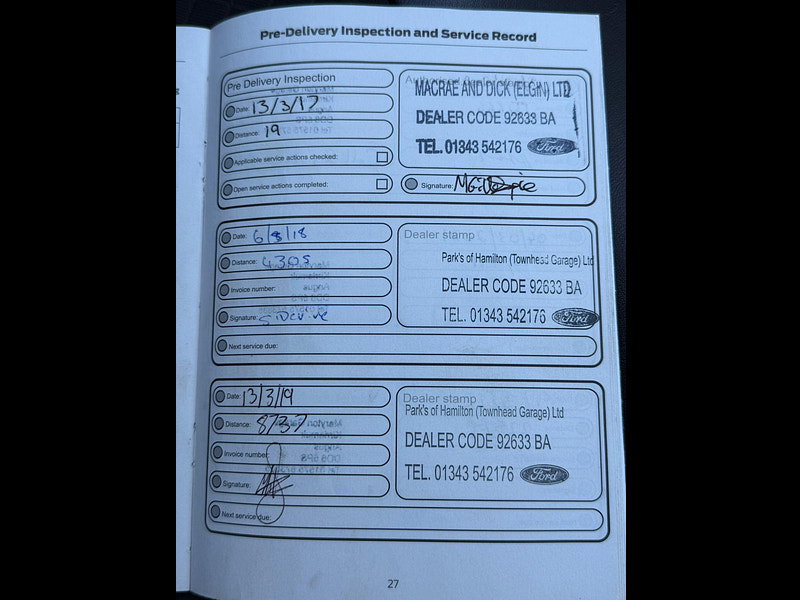 Pre-Delivery Inspection and Service Record
Pre Delivery Inspection
Date: 13/3/17
Distance: 19
Applicable service actions checked:
Open service actions completed:
MACRAE AND DICK (ELGIN) LTD
DEALER CODE 92633 BA
TEL. 01343 542176 Ford
Signature:
Date: 6/8/18
Distance: 4305
Invoice number:
Signature:
Next service due:
Dealer stamp
Park's of Hamilton (Townhead Garage) Ltd
DEALER CODE 92633 BA
TEL. 01343 542176 Ford
Date: 13/3/19
Distance: 8737
Invoice number:
Signature:
Next service due:
Dealer stamp
Park's of Hamilton (Townhead Garage) Ltd
DEALER CODE 92633 BA
TEL. 01343 542176 Ford
27